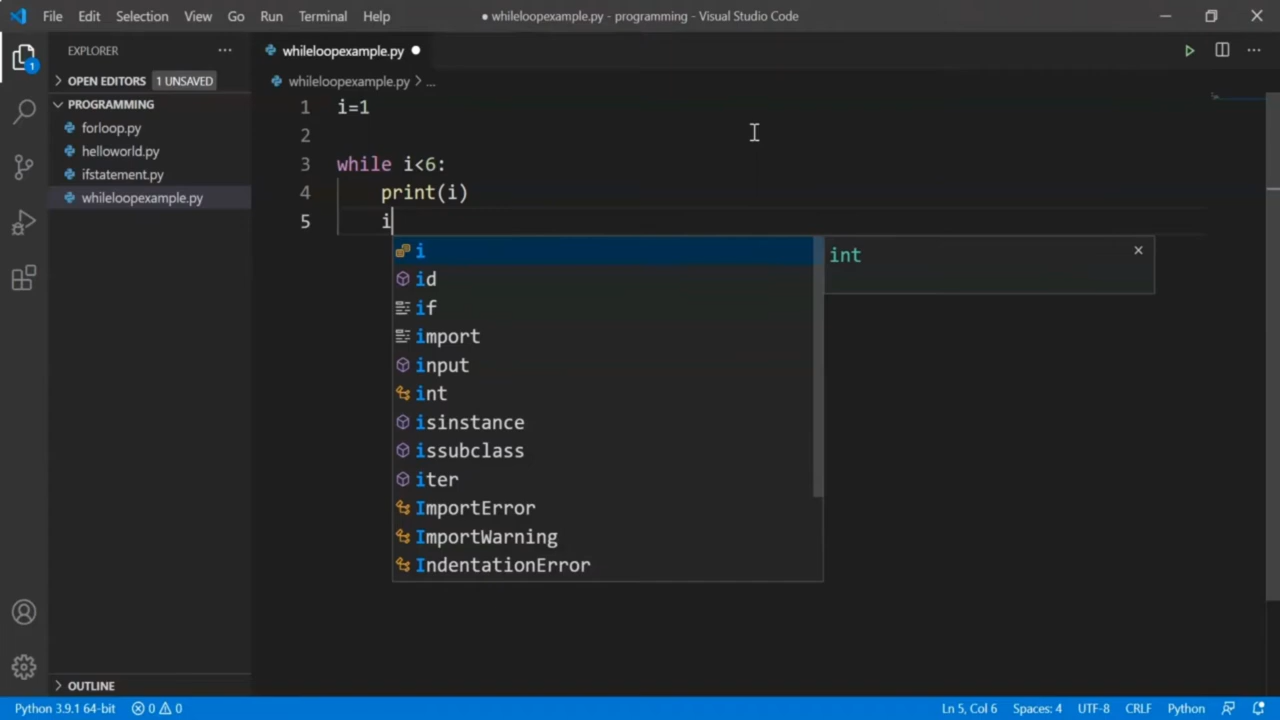 File Edit Selection View Go Run Terminal Help
● whileloopexample.py - programming - Visual Studio Code
EXPLORER
1
OPEN EDITORS 1 UNSAVED
PROGRAMMING
forloop.py
helloworld.py
ifstatement.py
whileloopexample.py
OUTLINE
whileloopexample.py
whileloopexample.py > ...
1 i=1
2
3 while i<6:
4 print(i)
5 i
i
id
if
import
input
int
isinstance
issubclass
iter
ImportError
ImportWarning
IndentationError
int
Python 3.9.1 64-bit 0 0 Ln 5, Col 6 Spaces: 4 UTF-8 CRLF Python